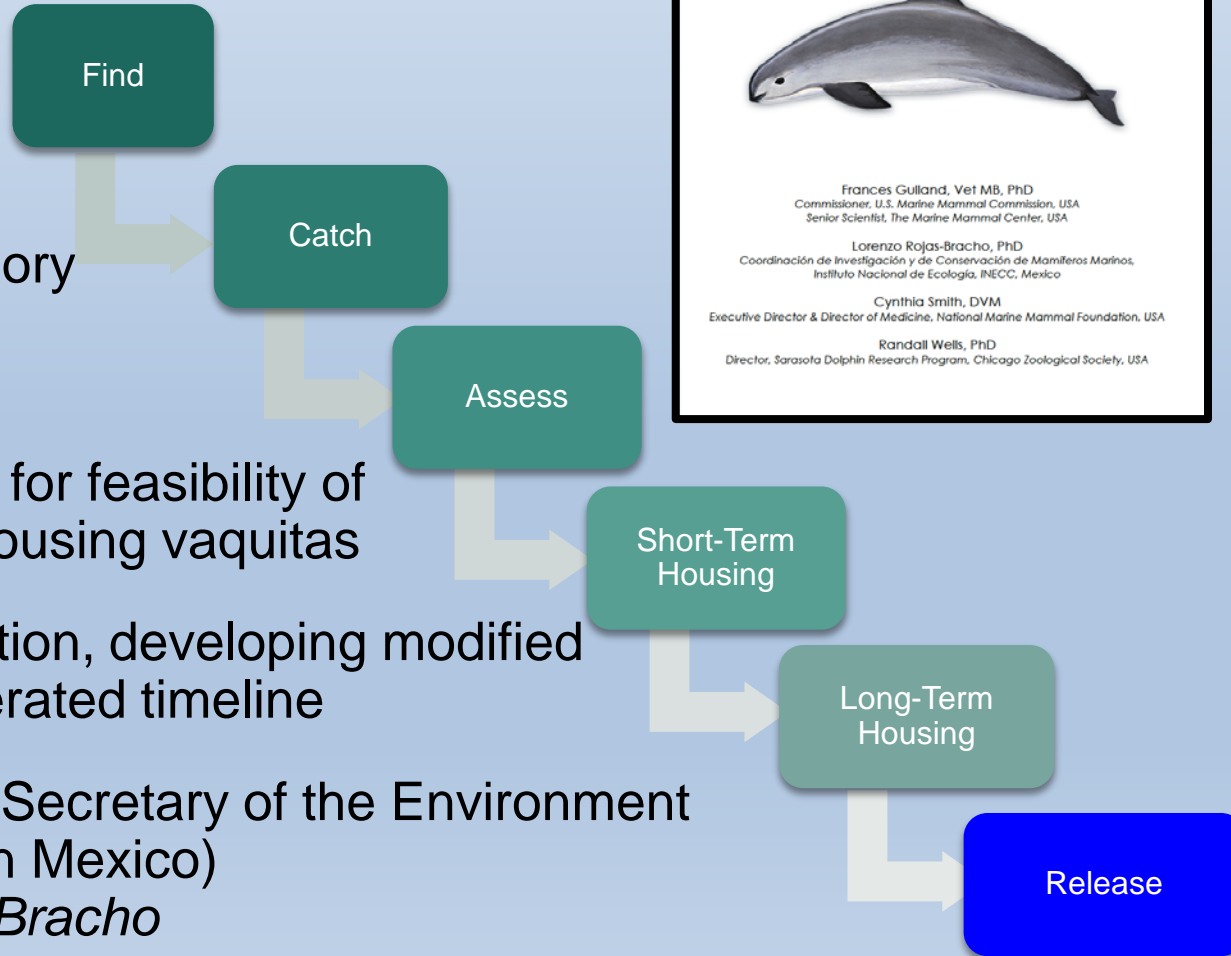 Find
Catch
ory
Assess
for feasibility of
ousing vaquitas
Short-Term
Housing
tion, developing modified
erated timeline
Long-Term
Housing
Secretary of the Environment
n Mexico)
Bracho
Release
Frances Gulland, Vet MB, PhD
Commissioner, U.S. Marine Mammal Commission, USA
Senior Scientist, The Marine Mammal Center, USA
Lorenzo Rojas-Bracho, PhD
Coordinación de Investigación y de Conservación de Mamíferos Marinos,
Instituto Nacional de Ecología, INECC, Mexico
Cynthia Smith, DVM
Executive Director & Director of Medicine, National Marine Mammal Foundation, USA
Randall Wells, PhD
Director, Sarasota Dolphin Research Program, Chicago Zoological Society, USA